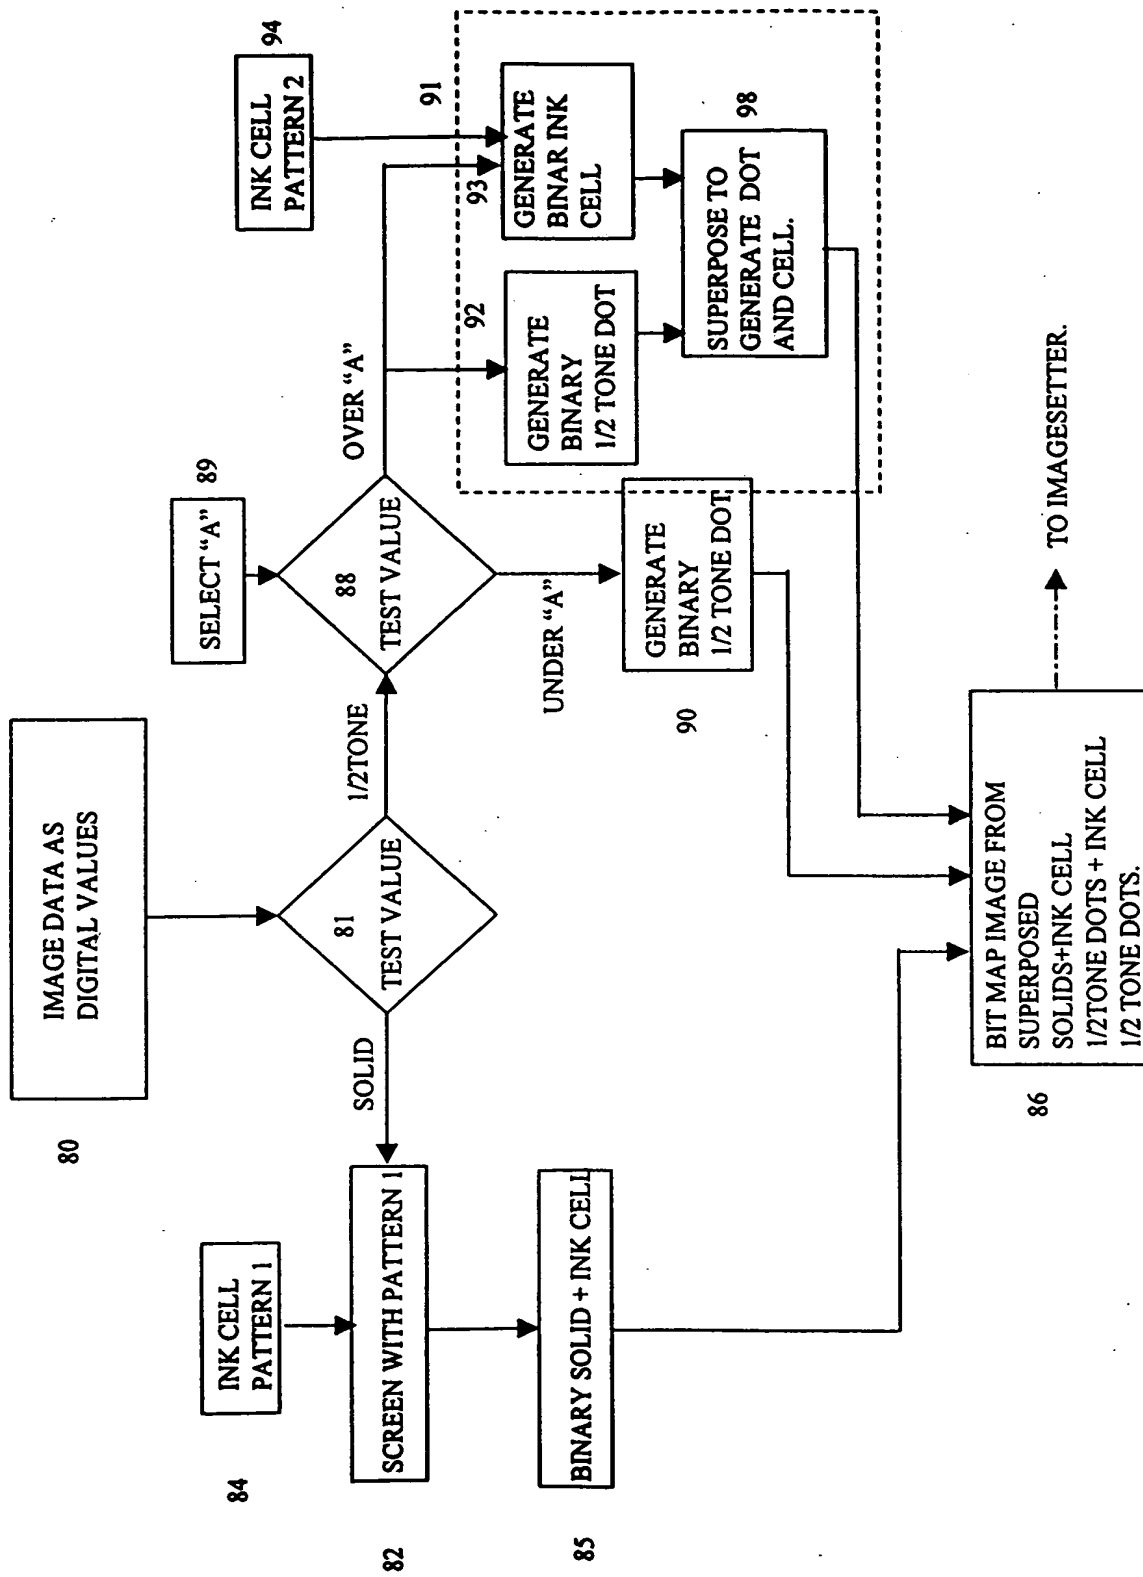 80
IMAGE DATA AS
DIGITAL VALUES
84
INK CELL
PATTERN 1
SELECT “A”
89
INK CELL
PATTERN 2
94
82
SCREEN WITH PATTERN 1
SOLID
81
TEST VALUE
1/2TONE
88
TEST VALUE
OVER “A”
UNDER “A”
93
91
92
GENERATE
BINARY
1/2 TONE DOT
GENERATE
BINAR INK
CELL
85
BINARY SOLID + INK CELL
90
GENERATE
BINARY
1/2 TONE DOT
SUPERPOSE TO
GENERATE DOT
AND CELL.
98
86
BIT MAP IMAGE FROM
SUPERPOSED
SOLIDS+INK CELL
1/2TONE DOTS + INK CELL
1/2 TONE DOTS.
TO IMAGESETTER.